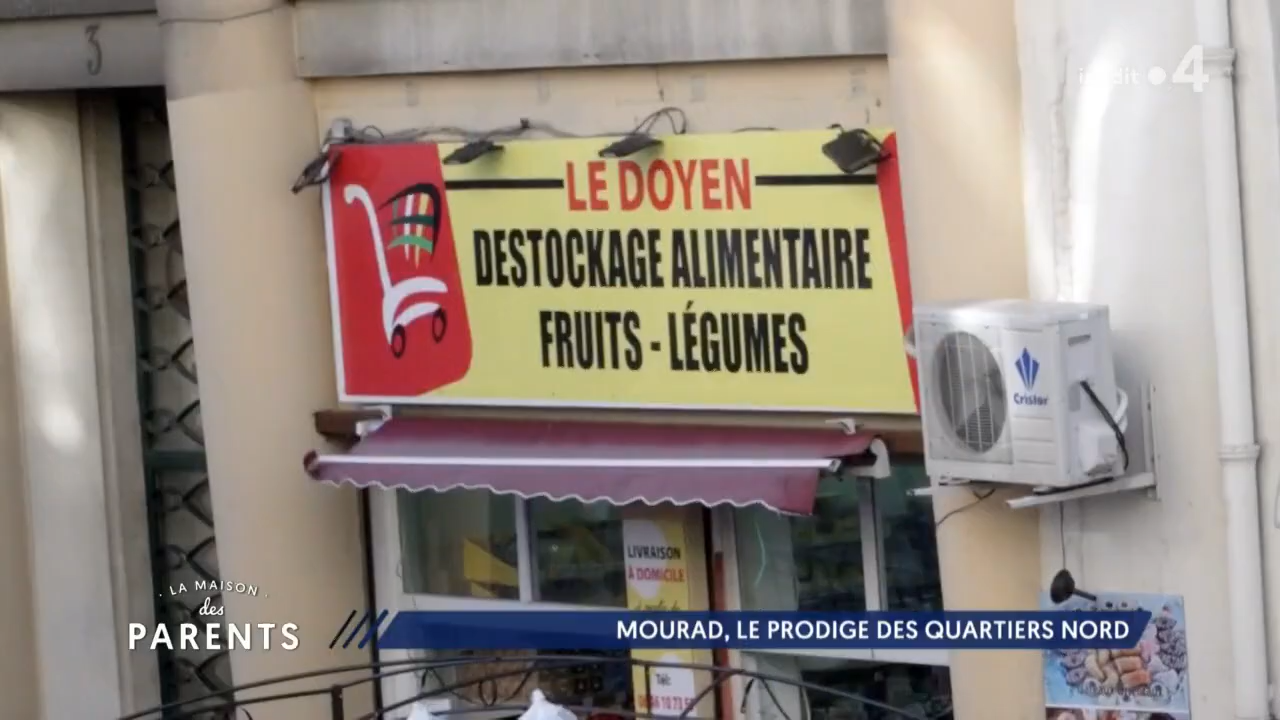 3
inédit 4
LE DOYEN
DESTOCKAGE ALIMENTAIRE
FRUITS - LÉGUMES
LIVRAISON
À DOMICILE
LA MAISON
des
PARENTS
MOURAD, LE PRODIGE DES QUARTIERS NORD
Tél: